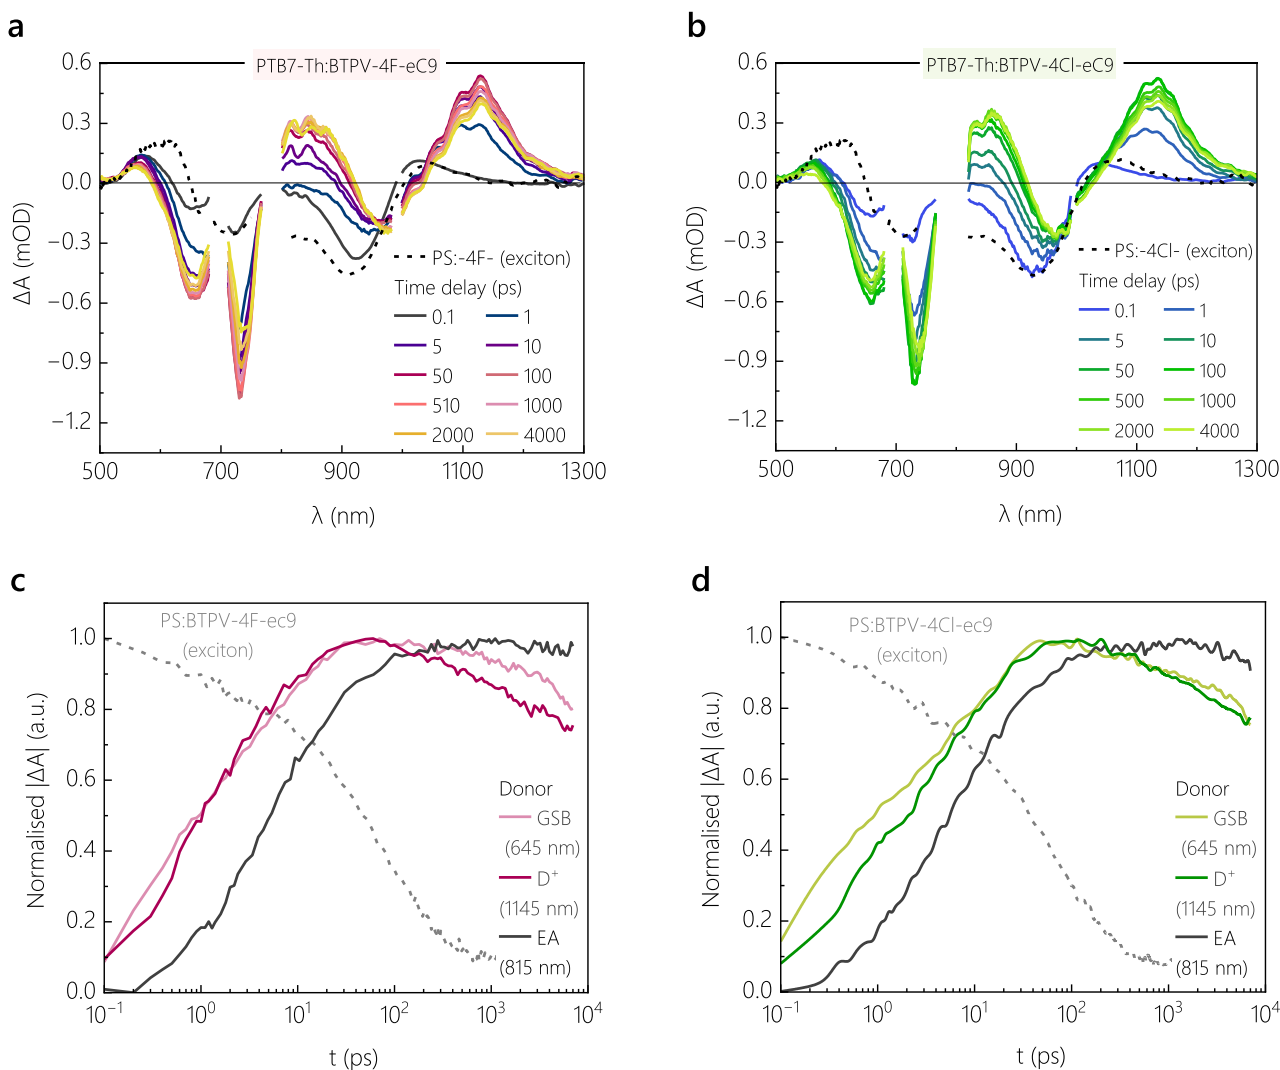 a
PTB7-Th:BTPV-4F-eC9
0.6
0.3
0.0
−0.3
−0.6
−0.9
−1.2
ΔA (mOD)
PS:-4F- (exciton)
Time delay (ps)
0.1 1
5 10
50 100
510 1000
2000 4000
500 700 900 1100 1300
λ (nm)
b
PTB7-Th:BTPV-4Cl-eC9
0.6
0.3
0.0
−0.3
−0.6
−0.9
−1.2
ΔA (mOD)
PS:-4Cl- (exciton)
Time delay (ps)
0.1 1
5 10
50 100
500 1000
2000 4000
500 700 900 1100 1300
λ (nm)
c
PS:BTPV-4F-ec9
(exciton)
1.0
0.8
0.6
0.4
0.2
0.0
Normalised |ΔA| (a.u.)
Donor
GSB
(645 nm)
D⁺
(1145 nm)
EA
(815 nm)
10⁻¹ 10⁰ 10¹ 10² 10³ 10⁴
t (ps)
d
PS:BTPV-4Cl-ec9
(exciton)
1.0
0.8
0.6
0.4
0.2
0.0
Normalised |ΔA| (a.u.)
Donor
GSB
(645 nm)
D⁺
(1145 nm)
EA
(815 nm)
10⁻¹ 10⁰ 10¹ 10² 10³ 10⁴
t (ps)